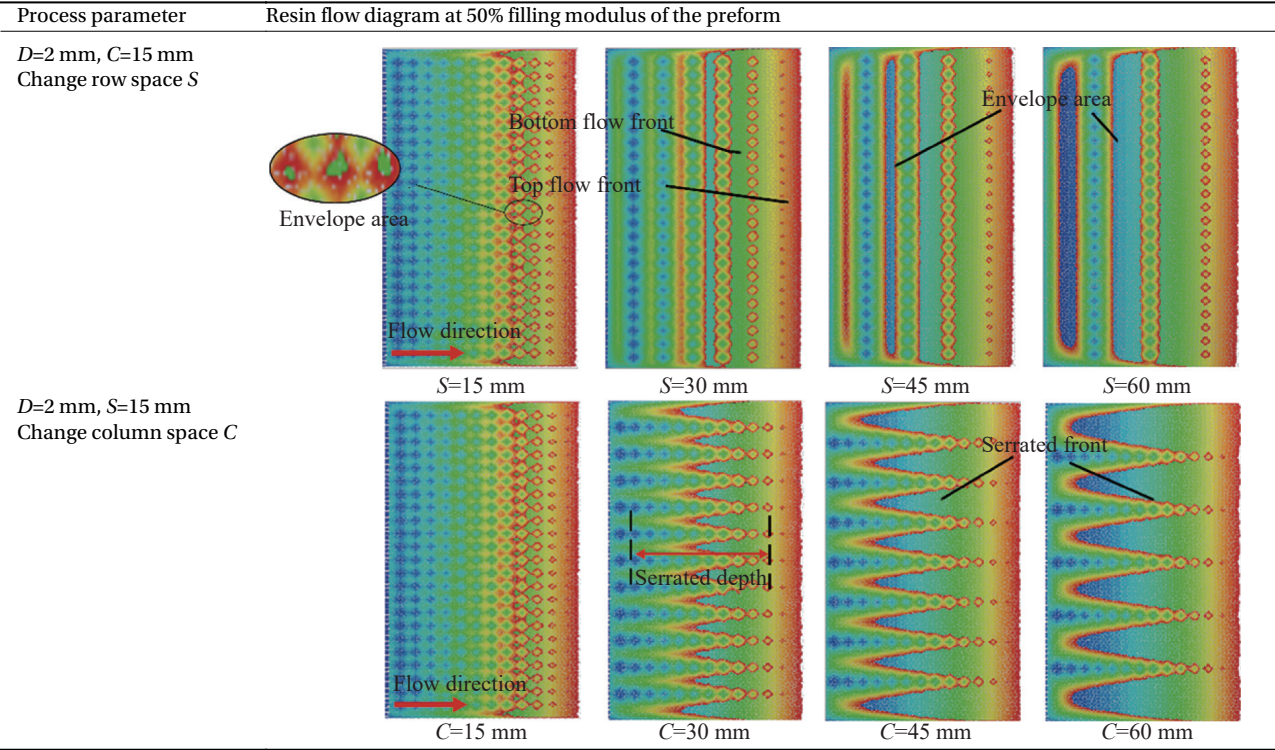 Process parameter
Resin flow diagram at 50% filling modulus of the preform
D=2 mm, C=15 mm
Change row space S
Envelope area
Bottom flow front
Top flow front
Envelope area
Flow direction
S=15 mm
S=30 mm
S=45 mm
S=60 mm
D=2 mm, S=15 mm
Change column space C
Serrated front
Serrated depth
Flow direction
C=15 mm
C=30 mm
C=45 mm
C=60 mm